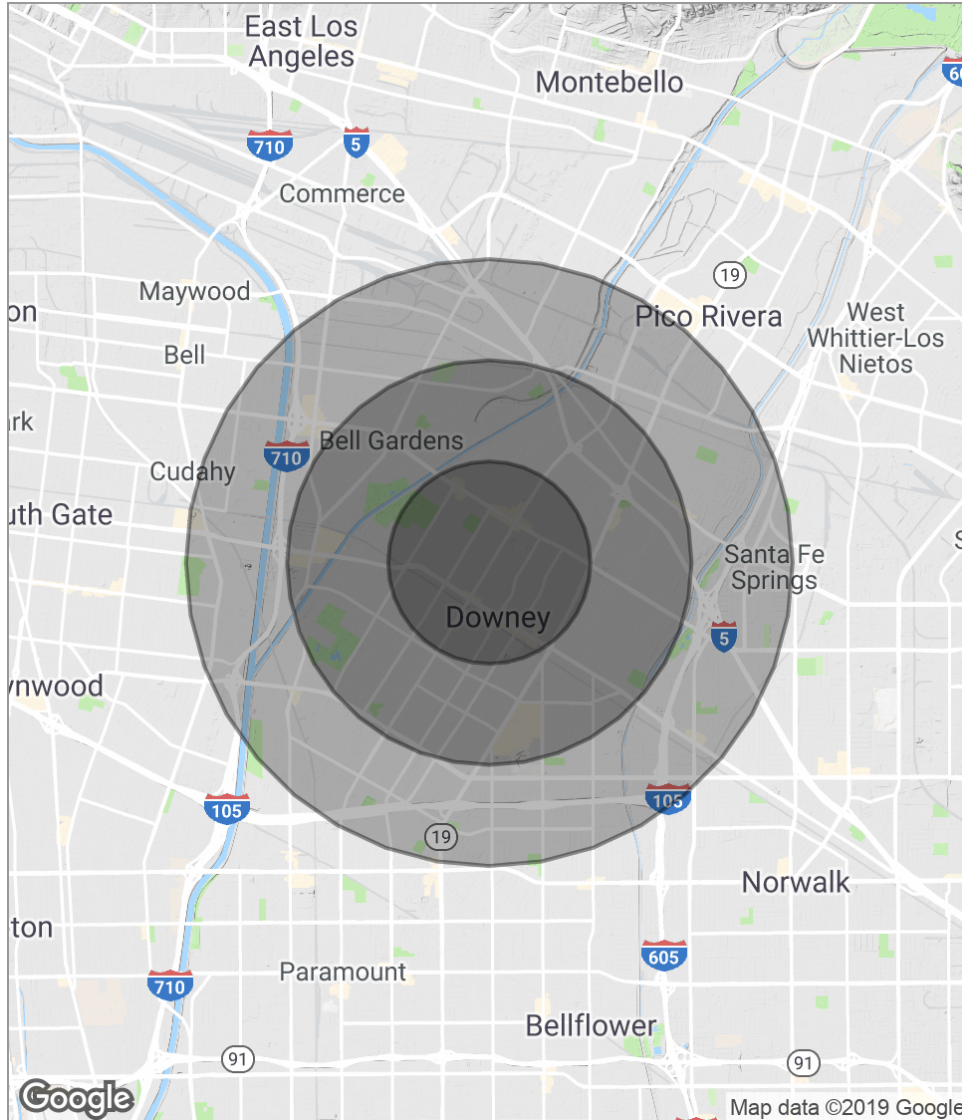 East Los
Angeles
Montebello
60
710
5
Commerce
19
Maywood
on
Pico Rivera
West
Whittier-Los
Nietos
Bell
ark
Bell Gardens
710
Cudahy
uth Gate
Santa Fe
Springs
S
Downey
5
ynwood
105
105
19
Norwalk
ton
Paramount
605
710
Bellflower
91
91
Google
Map data ©2019 Google